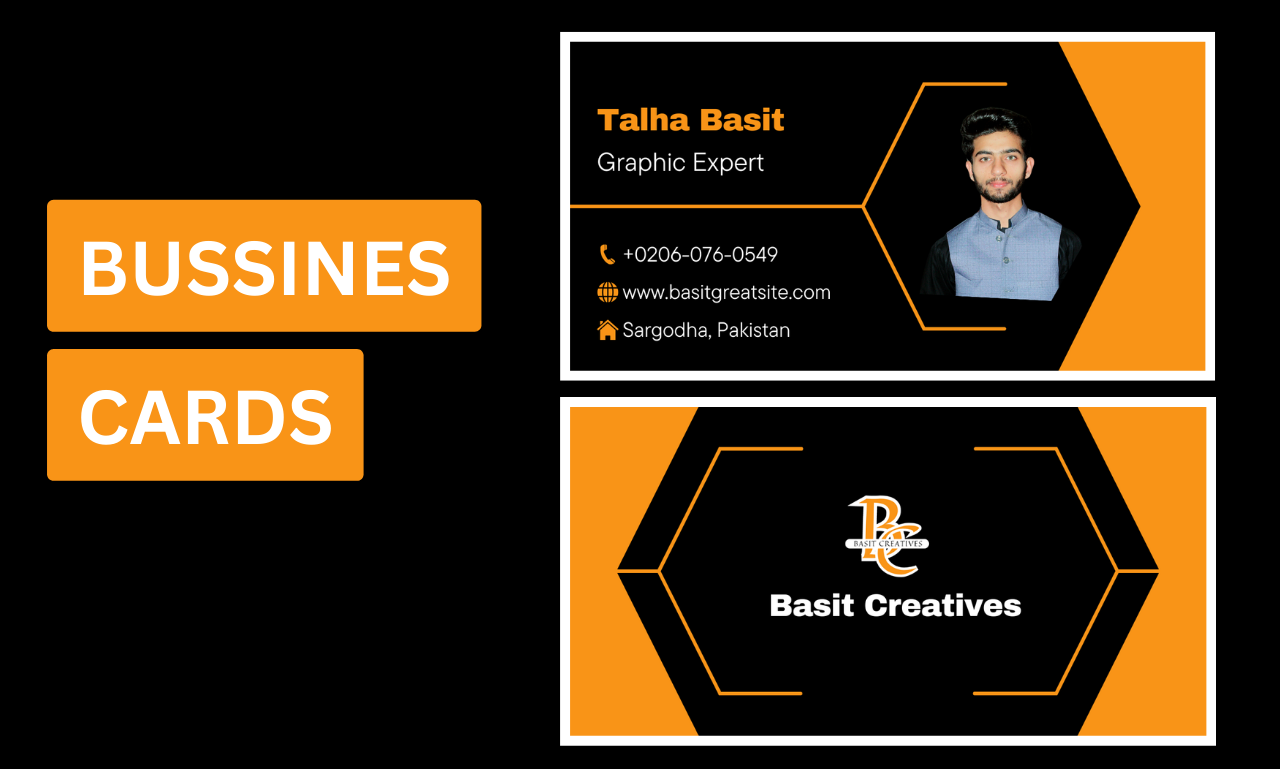 BUSSINES
CARDS
Talha Basit
Graphic Expert
+0206-076-0549
www.basitgreatsite.com
Sargodha, Pakistan
BC
BASIT CREATIVES
Basit Creatives